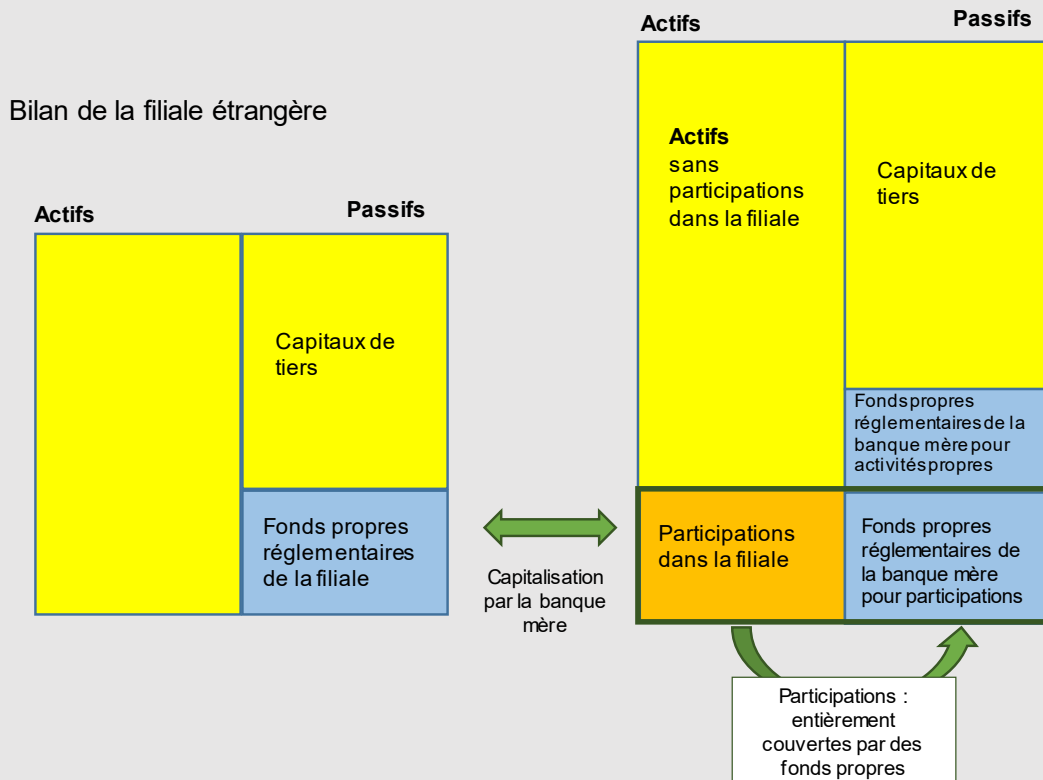 Bilan de la filiale étrangère
Actifs
Passifs
Capitaux de
tiers
Fonds propres
réglementaires
de la filiale
Capitalisation
par la banque
mère
Actifs
Passifs
Actifs
sans
participations
dans la filiale
Capitaux de
tiers
Fonds propres
réglementaires de la
banque mère pour
activités propres
Participations
dans la filiale
Fonds propres
réglementaires de
la banque mère
pour participations
Participations :
entièrement
couvertes par des
fonds propres